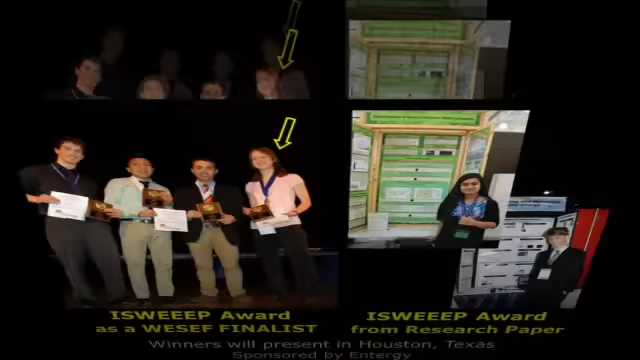 ISWEEEP Award
as a WESEF FINALIST
ISWEEEP Award
from Research Paper
Winners will present in Houston, Texas
Sponsored by Entergy